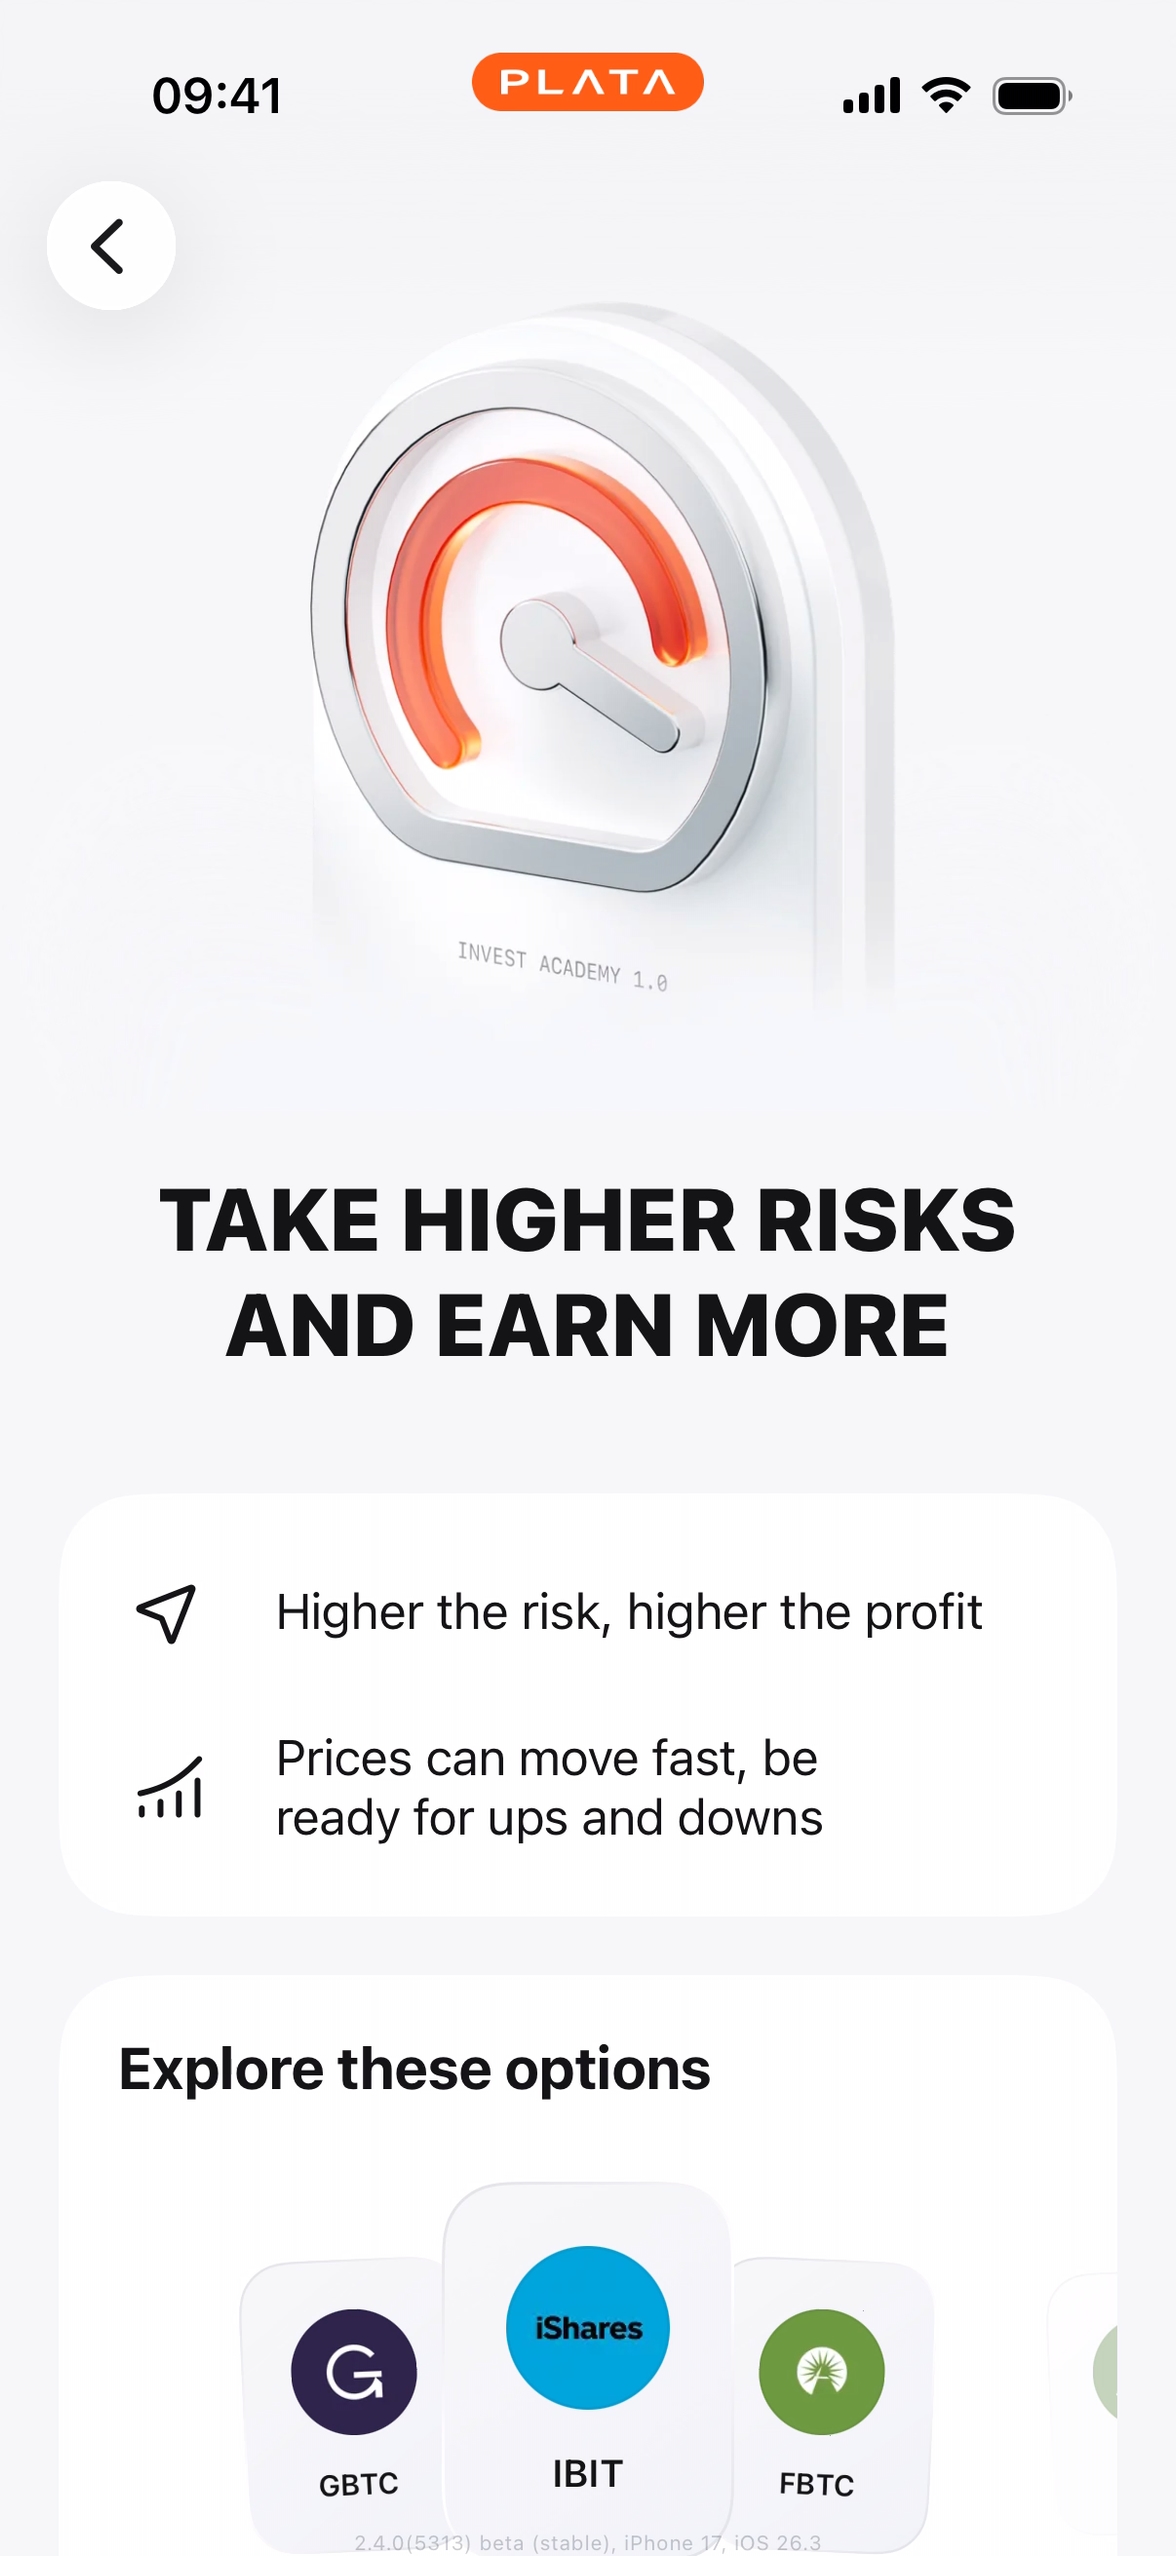 09:41
PLATA
INVEST ACADEMY 1.0
TAKE HIGHER RISKS
AND EARN MORE
Higher the risk, higher the profit
Prices can move fast, be
ready for ups and downs
Explore these options
iShares
GBTC
IBIT
FBTC
2.4.0(5313) beta (stable), iPhone 17, iOS 26.3